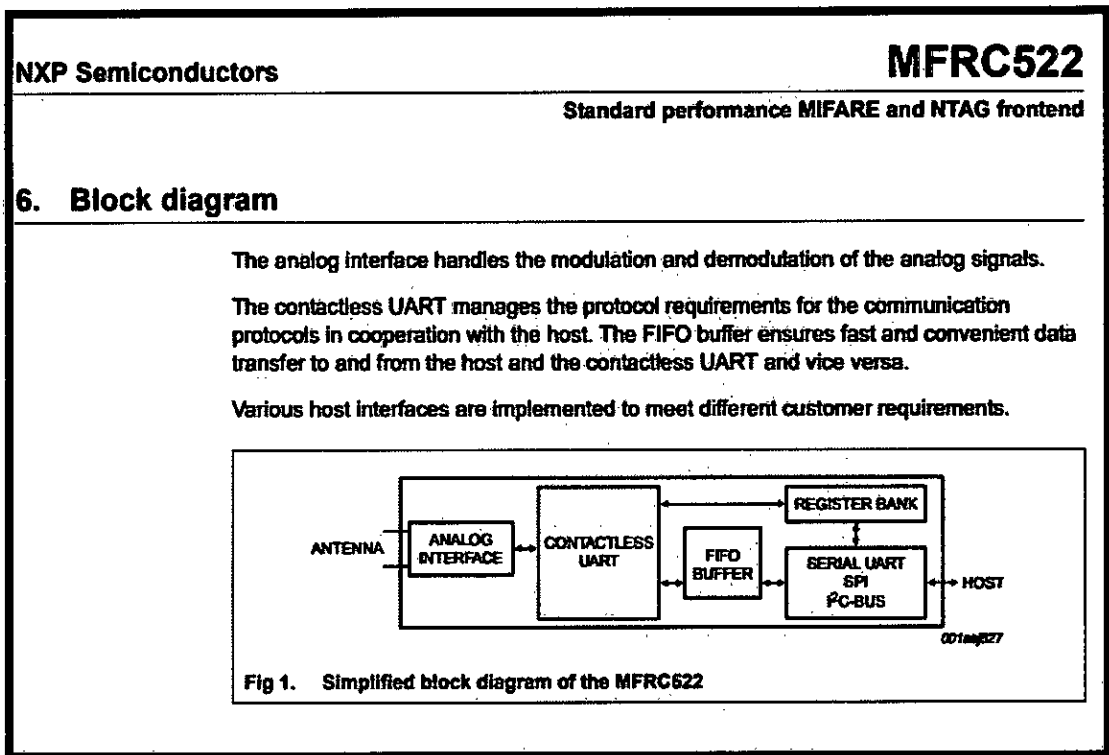 NXP Semiconductors
MFRC522
Standard performance MIFARE and NTAG frontend
6. Block diagram
The analog interface handles the modulation and demodulation of the analog signals.
The contactless UART manages the protocol requirements for the communication
protocols in cooperation with the host. The FIFO buffer ensures fast and convenient data
transfer to and from the host and the contactless UART and vice versa.
Various host interfaces are implemented to meet different customer requirements.
ANTENNA
ANALOG
INTERFACE
CONTACTLESS
UART
FIFO
BUFFER
REGISTER BANK
SERIAL UART
SPI
I²C-BUS
HOST
Fig 1. Simplified block diagram of the MFRC522